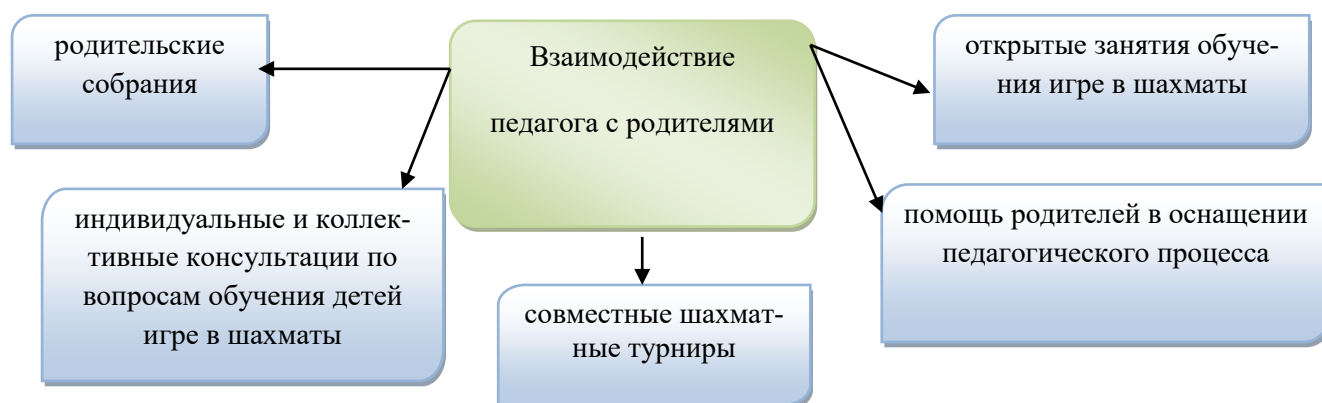 родительские
собрания
Взаимодействие
педагога с родителями
открытые занятия обуче-
ния игре в шахматы
индивидуальные и коллек-
тивные консультации по
вопросам обучения детей
игре в шахматы
совместные шахмат-
ные турниры
помощь родителей в оснащении
педагогического процесса